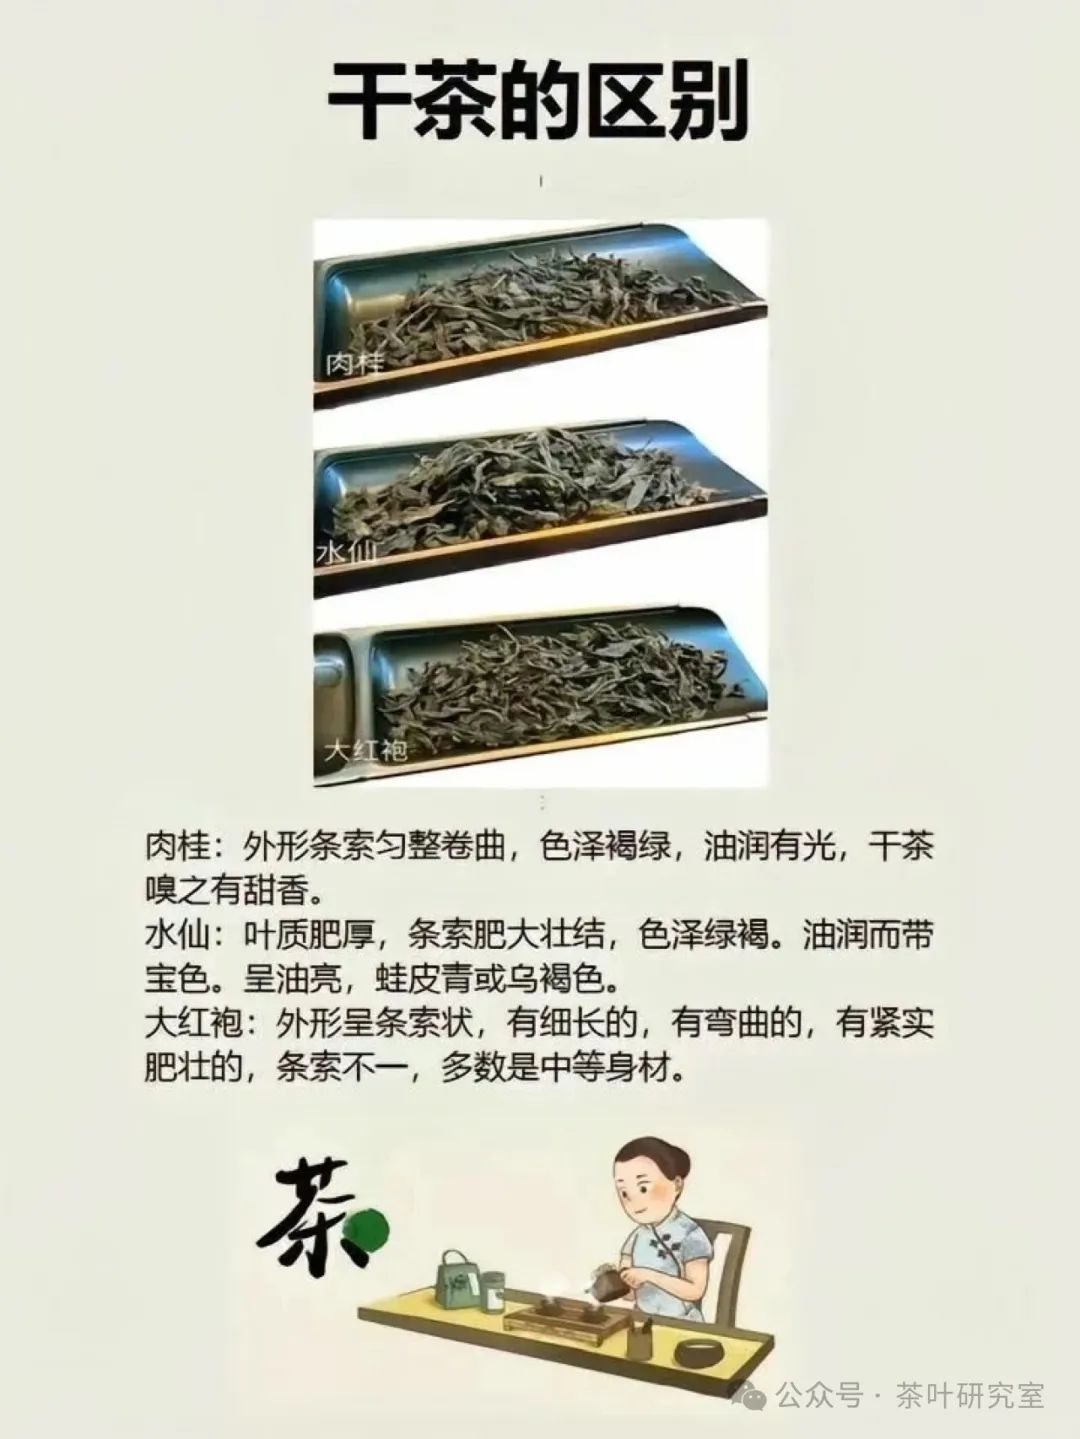 干茶的区别
肉桂
水仙
大红袍
肉桂：外形条索匀整卷曲，色泽褐绿，油润有光，干茶
嗅之有甜香。
水仙：叶质肥厚，条索肥大壮结，色泽绿褐。油润而带
宝色。呈油亮，蛙皮青或乌褐色。
大红袍：外形呈条索状，有细长的，有弯曲的，有紧实
肥壮的，条索不一，多数是中等身材。
茶
公众号·茶叶研究室